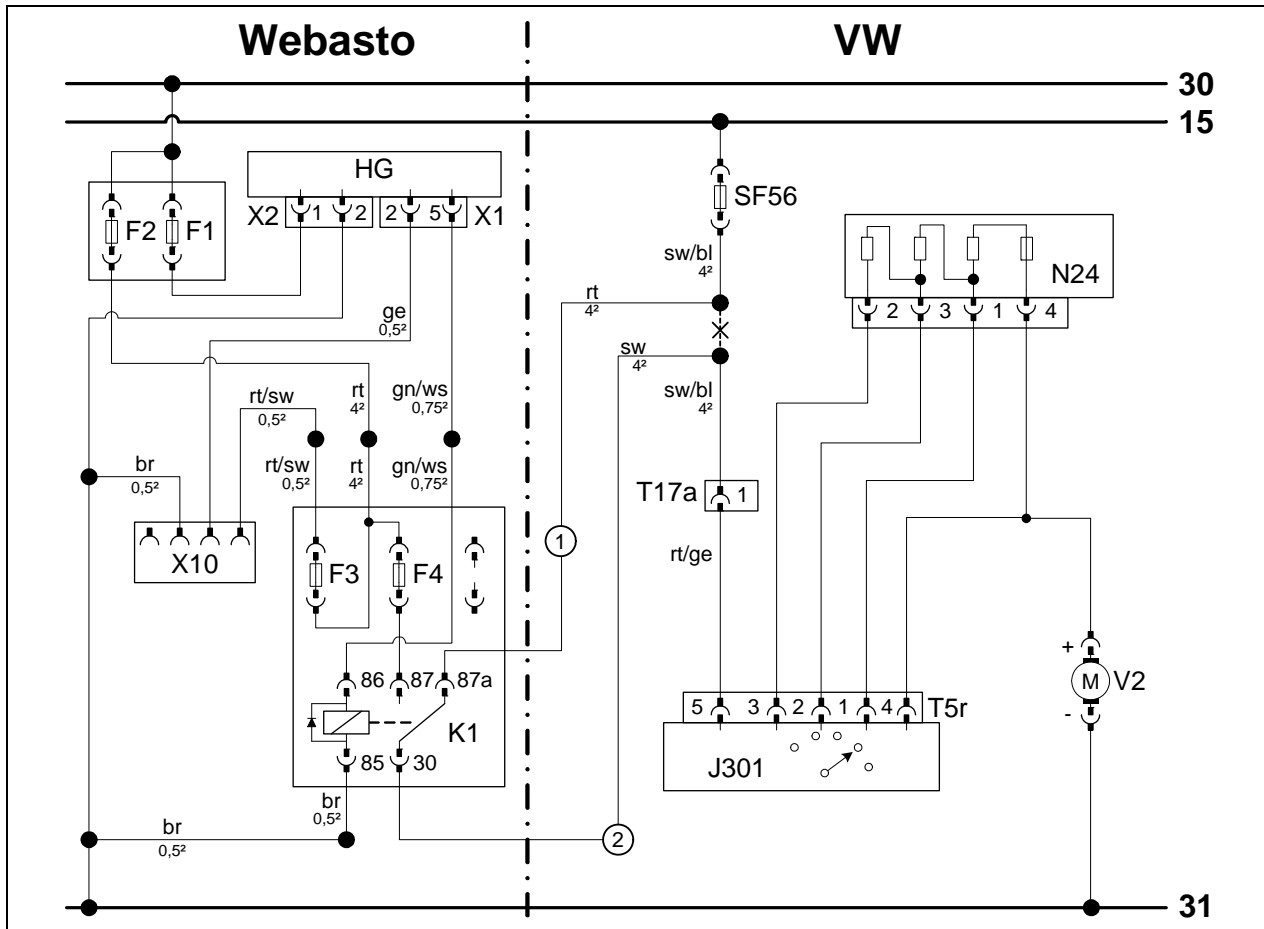 Webasto
VW
30
15
HG
X2
1
2
2
5
X1
F2
F1
SF56
sw/bl
4²
N24
2
3
1
4
ge
0,5²
rt
4²
sw
4²
sw/bl
4²
rt/sw
0,5²
rt
4²
gn/ws
0,75²
rt/sw
0,5²
rt
4²
gn/ws
0,75²
br
0,5²
T17a
1
X10
1
rt/ge
F3
F4
86
87
87a
+
M
V2
-
5
3
2
1
4
T5r
K1
J301
85
30
br
0,5²
br
0,5²
2
31